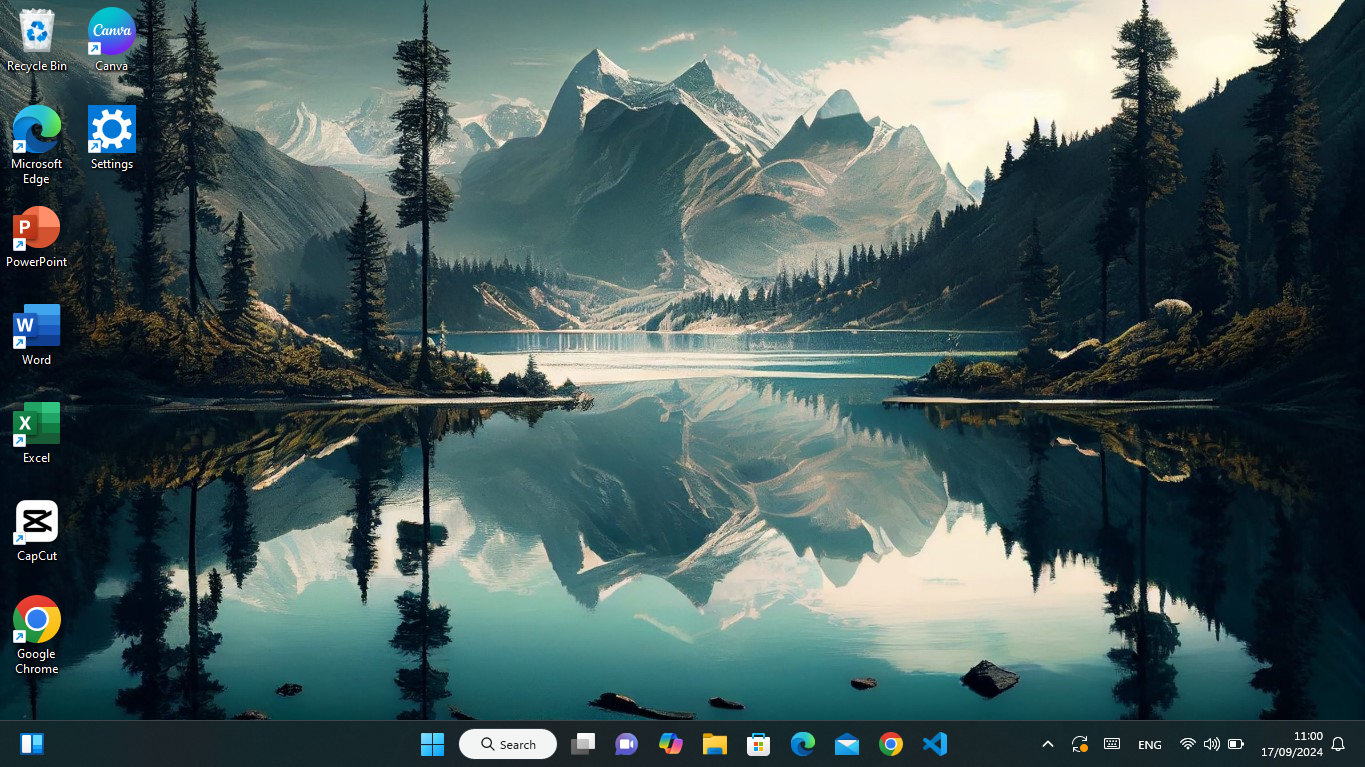 Recycle Bin
Canva
Canva
Microsoft
Edge
Settings
P
PowerPoint
W
Word
X
Excel
CapCut
Google
Chrome
Search
ENG
11:00
17/09/2024